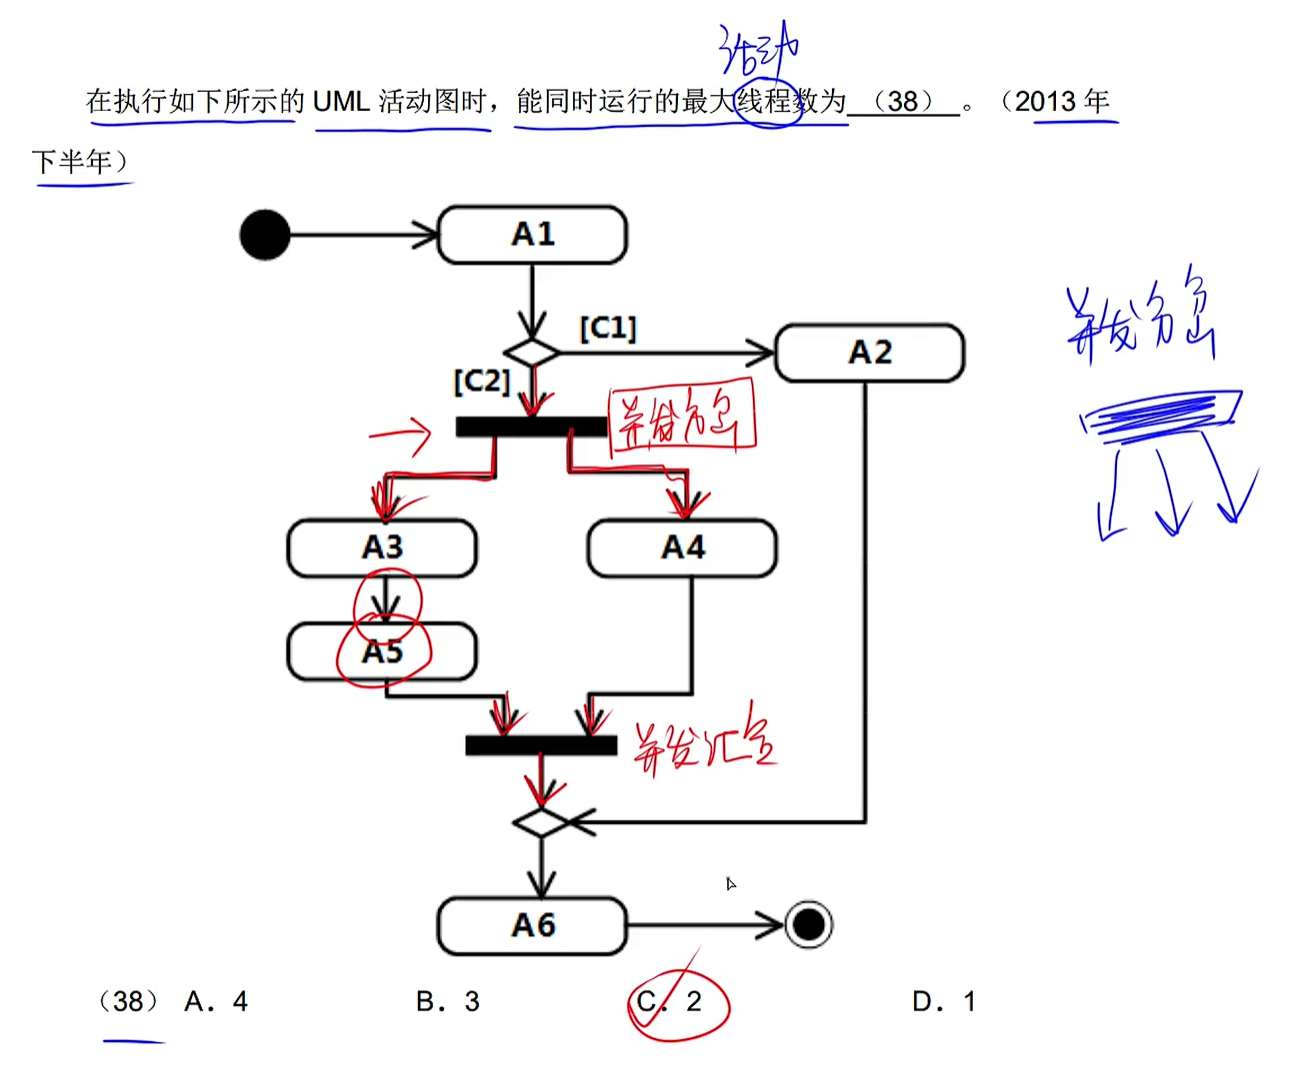 活动
在执行如下所示的 UML 活动图时，能同时运行的最大线程数为 （38） 。（2013 年
下半年）
A1
[C1]
A2
[C2]
并发分岔
并发分岔
A3
A4
A5
并发汇合
A6
（38） A. 4 B. 3 C. 2 D. 1